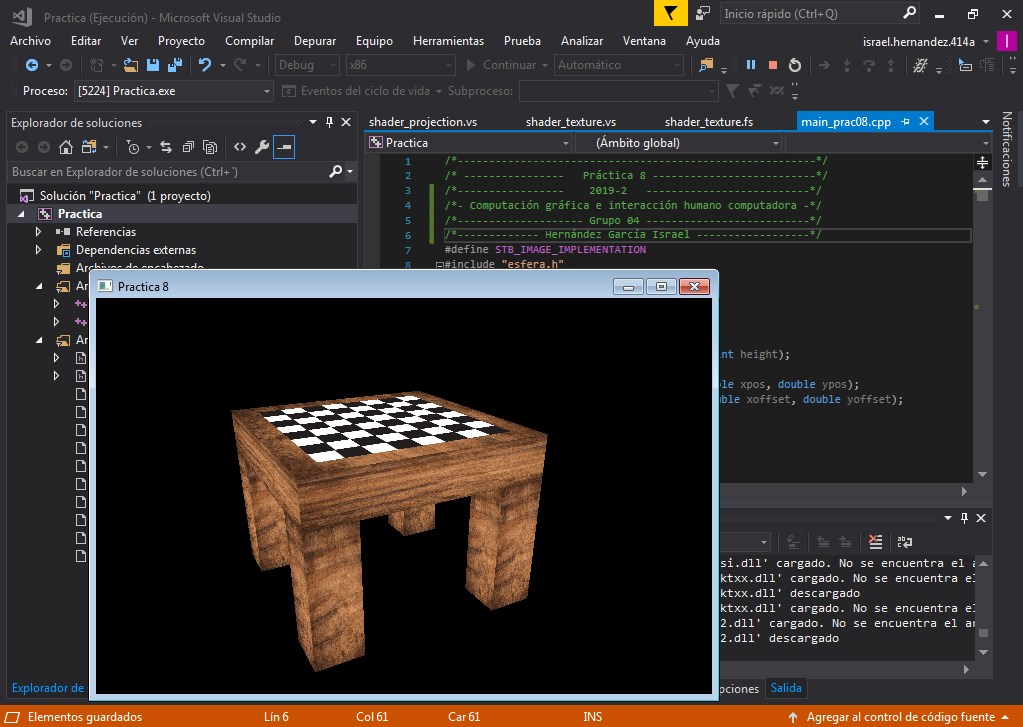 Practica (Ejecución) - Microsoft Visual Studio
Inicio rápido (Ctrl+Q)
Archivo Editar Ver Proyecto Compilar Depurar Equipo Herramientas Prueba Analizar Ventana Ayuda
israel.hernandez.414a
I
Debug x86 Continuar Automático
Proceso: [5224] Practica.exe Eventos del ciclo de vida Subproceso:
Explorador de soluciones
Buscar en Explorador de soluciones (Ctrl+´)
Solución "Practica" (1 proyecto)
Practica
Referencias
Dependencias externas
Archivos de encabezado
Ar
Ar
Explorador de
shader_projection.vs shader_texture.vs shader_texture.fs main_prac08.cpp
Practica (Ámbito global)
Notificaciones
1 /*---------------------------------------------------------*/
2 /* ---------------- Práctica 8 -------------------------*/
3 /*---------------- 2019-2 -------------------------*/
4 /*- Computación gráfica e interacción humano computadora -*/
5 /*------------------- Grupo 04 -------------------------*/
6 /*------------- Hernández García Israel -----------------*/
7 #define STB_IMAGE_IMPLEMENTATION
8 #include "esfera.h"
nt height);
le xpos, double ypos);
ble xoffset, double yoffset);
Practica 8
si.dll' cargado. No se encuentra el a
ktxx.dll' cargado. No se encuentra el
ktxx.dll' descargado
ktxx.dll' cargado. No se encuentra el
2.dll' cargado. No se encuentra el ar
2.dll' descargado
pciones Salida
Elementos guardados Lín 6 Col 61 Car 61 INS Agregar al control de código fuente